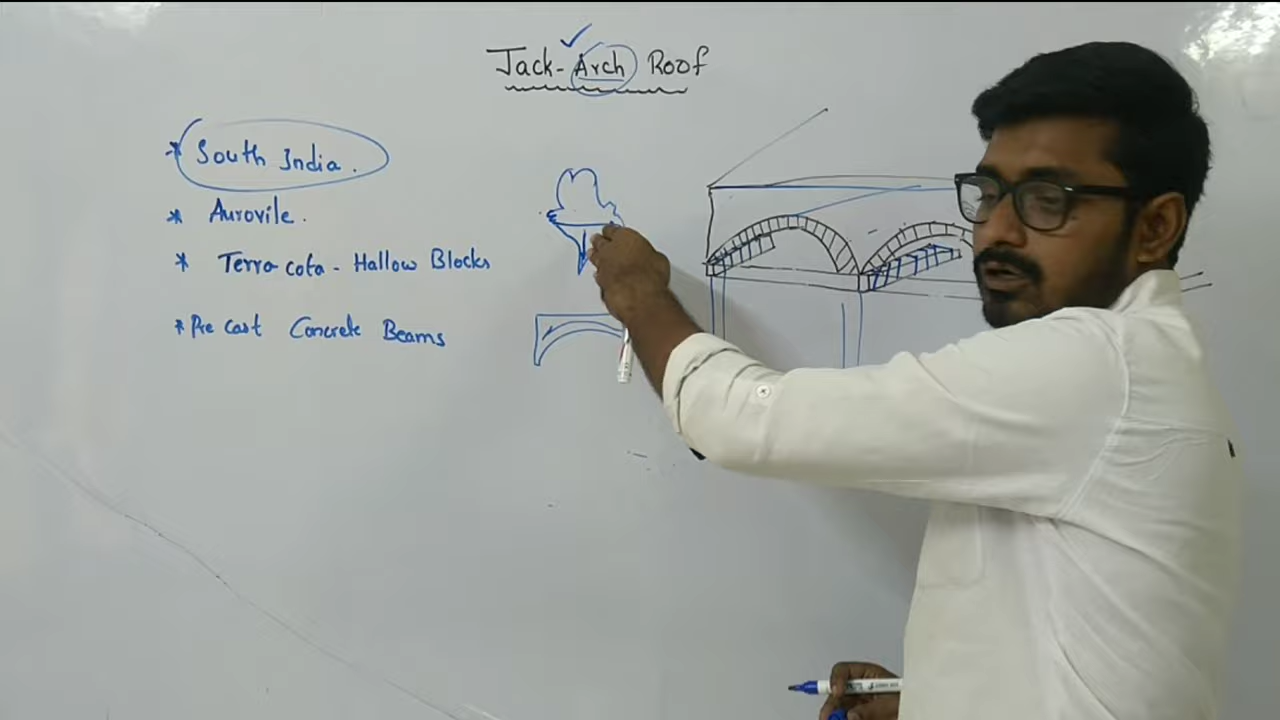 Jack-Arch Roof
* South India.
* Aurovile.
* Terra cota - Hallow Blocks
* Pre Cast Concrete Beams